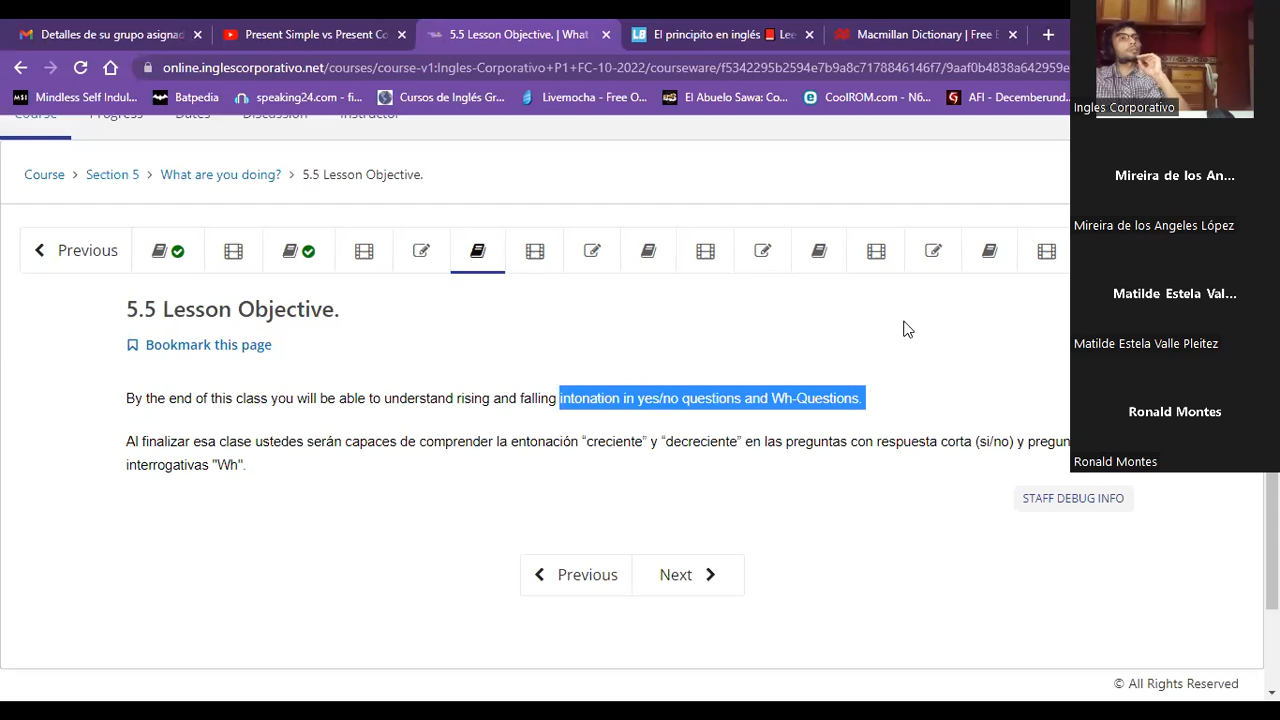 Detalles de su grupo asignad
Present Simple vs Present Co
5.5 Lesson Objective. | What
El principito en inglés
Lee
Macmillan Dictionary | Free E
online.inglescorporativo.net/courses/course-v1:Ingles-Corporativo+P1+FC-10-2022/courseware/f5342295b2594e7b9a8c7178846146f7/9aaf0b4838a642959e
Mindless Self Indul...
Batpedia
speaking24.com - fi...
Cursos de Inglés Gr...
Livemocha - Free O...
El Abuelo Sawa: Co...
CoolROM.com - N6...
AFI - Decemberund...
Course
Progress
Dates
Discussion
Instructor
Course > Section 5 > What are you doing? > 5.5 Lesson Objective.
Previous
5.5 Lesson Objective.
Bookmark this page
By the end of this class you will be able to understand rising and falling intonation in yes/no questions and Wh-Questions.
Al finalizar esa clase ustedes serán capaces de comprender la entonación “creciente” y “decreciente” en las preguntas con respuesta corta (si/no) y pregun
interrogativas "Wh".
STAFF DEBUG INFO
Previous
Next
© All Rights Reserved
Ingles Corporativo
Mireira de los An...
Mireira de los Angeles López
Matilde Estela Val...
Matilde Estela Valle Pleitez
Ronald Montes
Ronald Montes